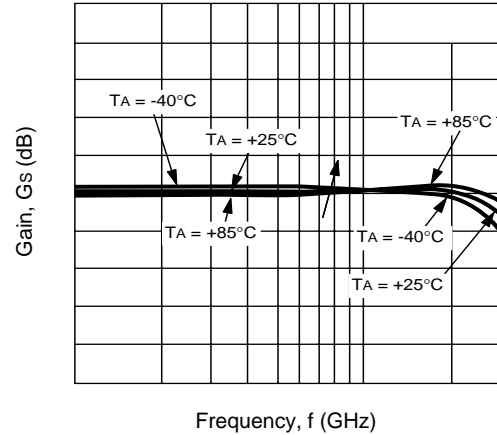 TA = -40°C
TA = +25°C
TA = +85°C
TA = +85°C
TA = -40°C
TA = +25°C
Gain, Gs (dB)
Frequency, f (GHz)